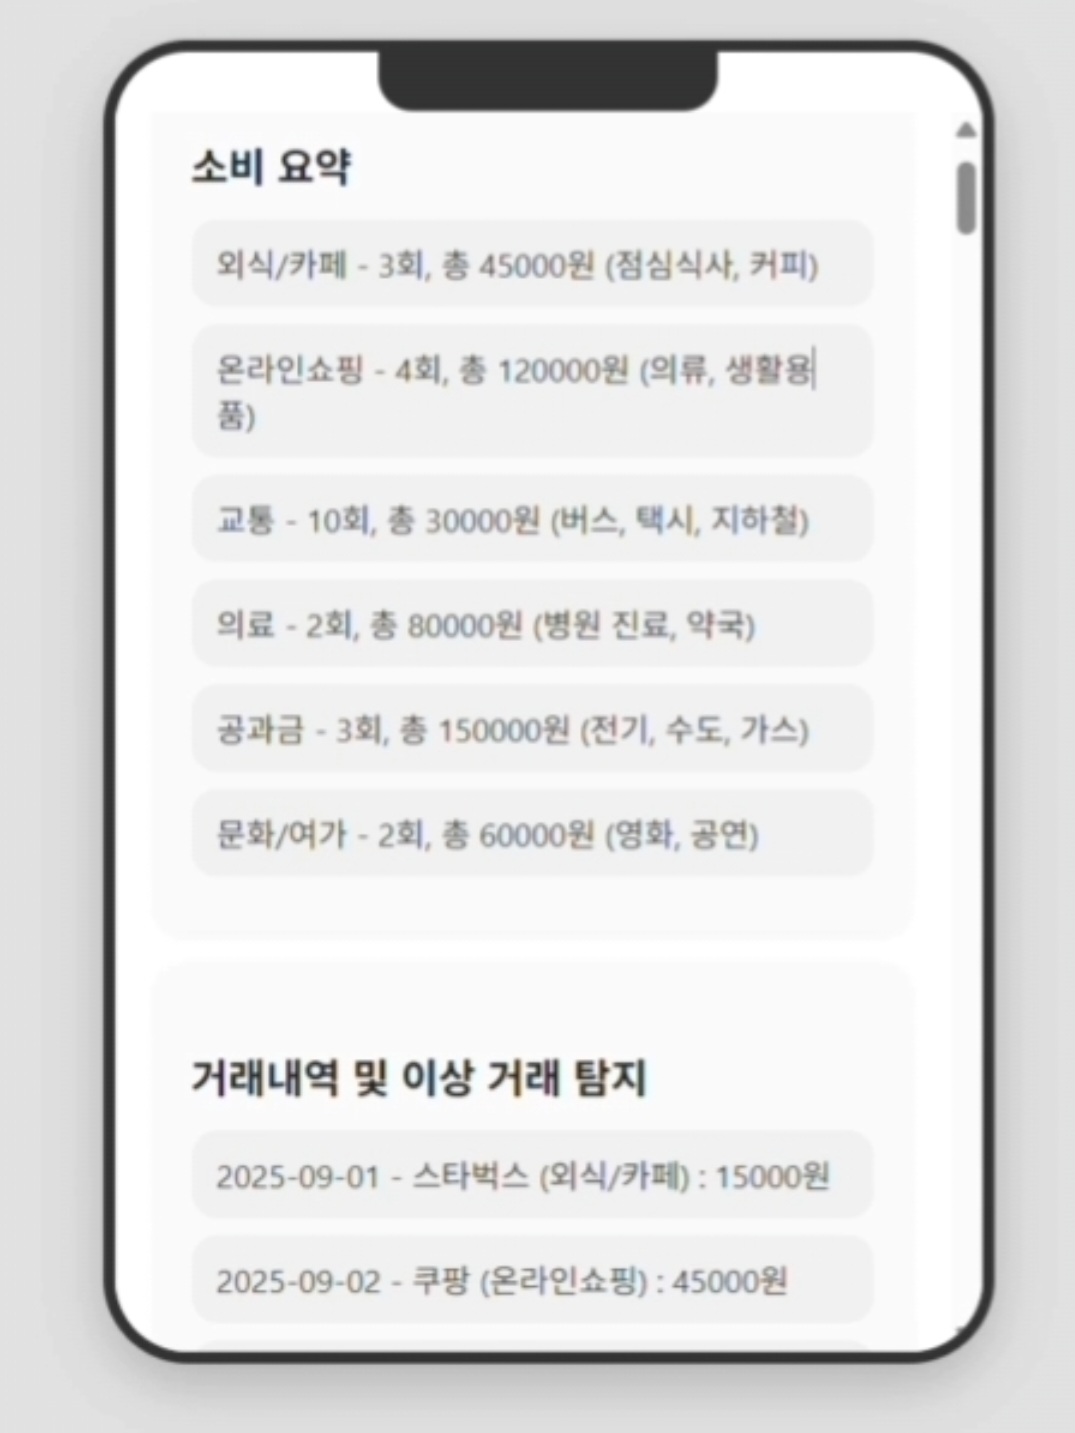 소비 요약
외식/카페 - 3회, 총 45000원 (점심식사, 커피)
온라인쇼핑 - 4회, 총 120000원 (의류, 생활용
품)
교통 - 10회, 총 30000원 (버스, 택시, 지하철)
의료 - 2회, 총 80000원 (병원 진료, 약국)
공과금 - 3회, 총 150000원 (전기, 수도, 가스)
문화/여가 - 2회, 총 60000원 (영화, 공연)
거래내역 및 이상 거래 탐지
2025-09-01 - 스타벅스 (외식/카페) : 15000원
2025-09-02 - 쿠팡 (온라인쇼핑) : 45000원